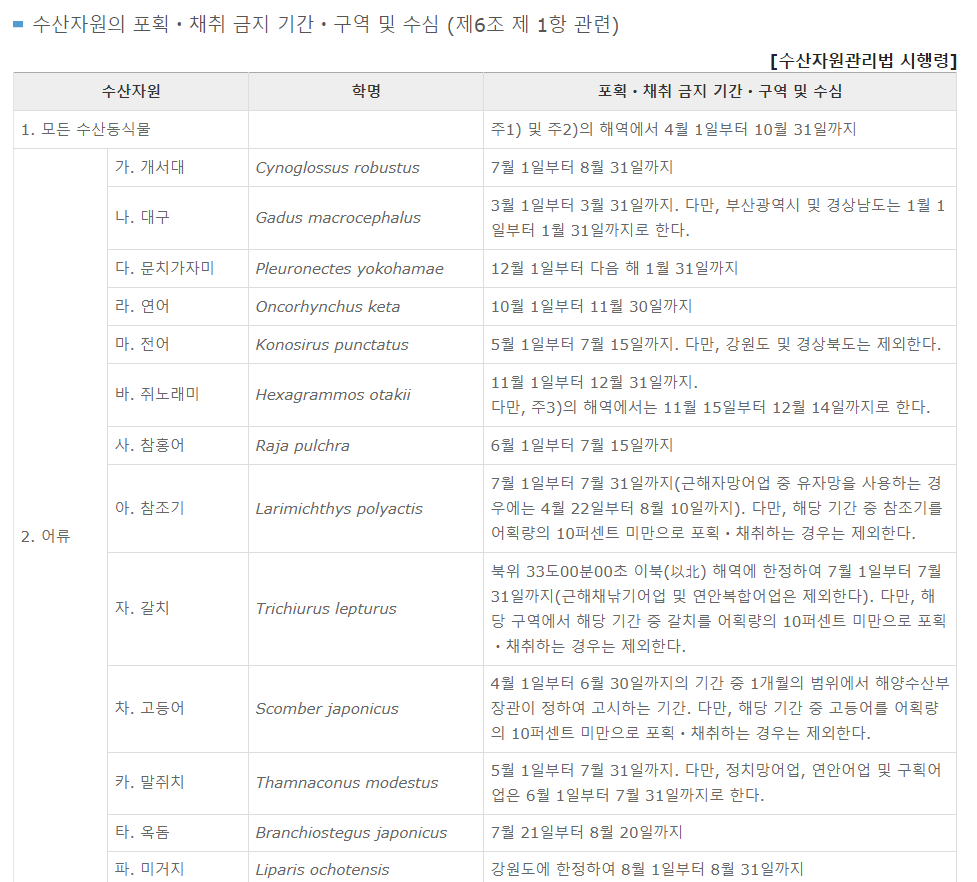 수산자원의 포획・채취 금지 기간・구역 및 수심 (제6조 제 1항 관련)
[수산자원관리법 시행령]
수산자원 학명 포획・채취 금지 기간・구역 및 수심
1. 모든 수산동식물 주1) 및 주2)의 해역에서 4월 1일부터 10월 31일까지
2. 어류
가. 개서대 Cynoglossus robustus 7월 1일부터 8월 31일까지
나. 대구 Gadus macrocephalus 3월 1일부터 3월 31일까지. 다만, 부산광역시 및 경상남도는 1월 1
일부터 1월 31일까지로 한다.
다. 문치가자미 Pleuronectes yokohamae 12월 1일부터 다음 해 1월 31일까지
라. 연어 Oncorhynchus keta 10월 1일부터 11월 30일까지
마. 전어 Konosirus punctatus 5월 1일부터 7월 15일까지. 다만, 강원도 및 경상북도는 제외한다.
바. 쥐노래미 Hexagrammos otakii 11월 1일부터 12월 31일까지.
다만, 주3)의 해역에서는 11월 15일부터 12월 14일까지로 한다.
사. 참홍어 Raja pulchra 6월 1일부터 7월 15일까지
아. 참조기 Larimichthys polyactis 7월 1일부터 7월 31일까지(근해자망어업 중 유자망을 사용하는 경
우에는 4월 22일부터 8월 10일까지). 다만, 해당 기간 중 참조기를
어획량의 10퍼센트 미만으로 포획・채취하는 경우는 제외한다.
자. 갈치 Trichiurus lepturus 북위 33도00분00초 이북(以北) 해역에 한정하여 7월 1일부터 7월
31일까지(근해채낚기어업 및 연안복합어업은 제외한다). 다만, 해
당 구역에서 해당 기간 중 갈치를 어획량의 10퍼센트 미만으로 포획
・채취하는 경우는 제외한다.
차. 고등어 Scomber japonicus 4월 1일부터 6월 30일까지의 기간 중 1개월의 범위에서 해양수산부
장관이 정하여 고시하는 기간. 다만, 해당 기간 중 고등어를 어획량
의 10퍼센트 미만으로 포획・채취하는 경우는 제외한다.
카. 말쥐치 Thamnaconus modestus 5월 1일부터 7월 31일까지. 다만, 정치망어업, 연안어업 및 구획어
업은 6월 1일부터 7월 31일까지로 한다.
타. 옥돔 Branchiostegus japonicus 7월 21일부터 8월 20일까지
파. 미거지 Liparis ochotensis 강원도에 한정하여 8월 1일부터 8월 31일까지